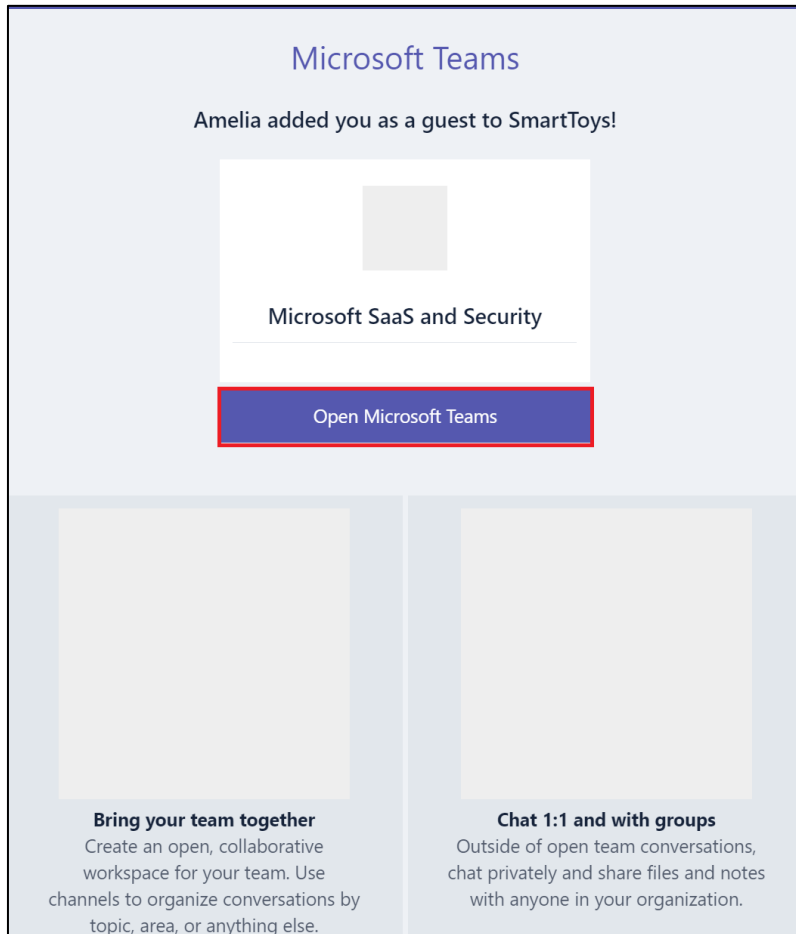 Microsoft Teams
Amelia added you as a guest to SmartToys!
Microsoft SaaS and Security
Open Microsoft Teams
Bring your team together
Create an open, collaborative
workspace for your team. Use
channels to organize conversations by
topic, area, or anything else.
Chat 1:1 and with groups
Outside of open team conversations,
chat privately and share files and notes
with anyone in your organization.